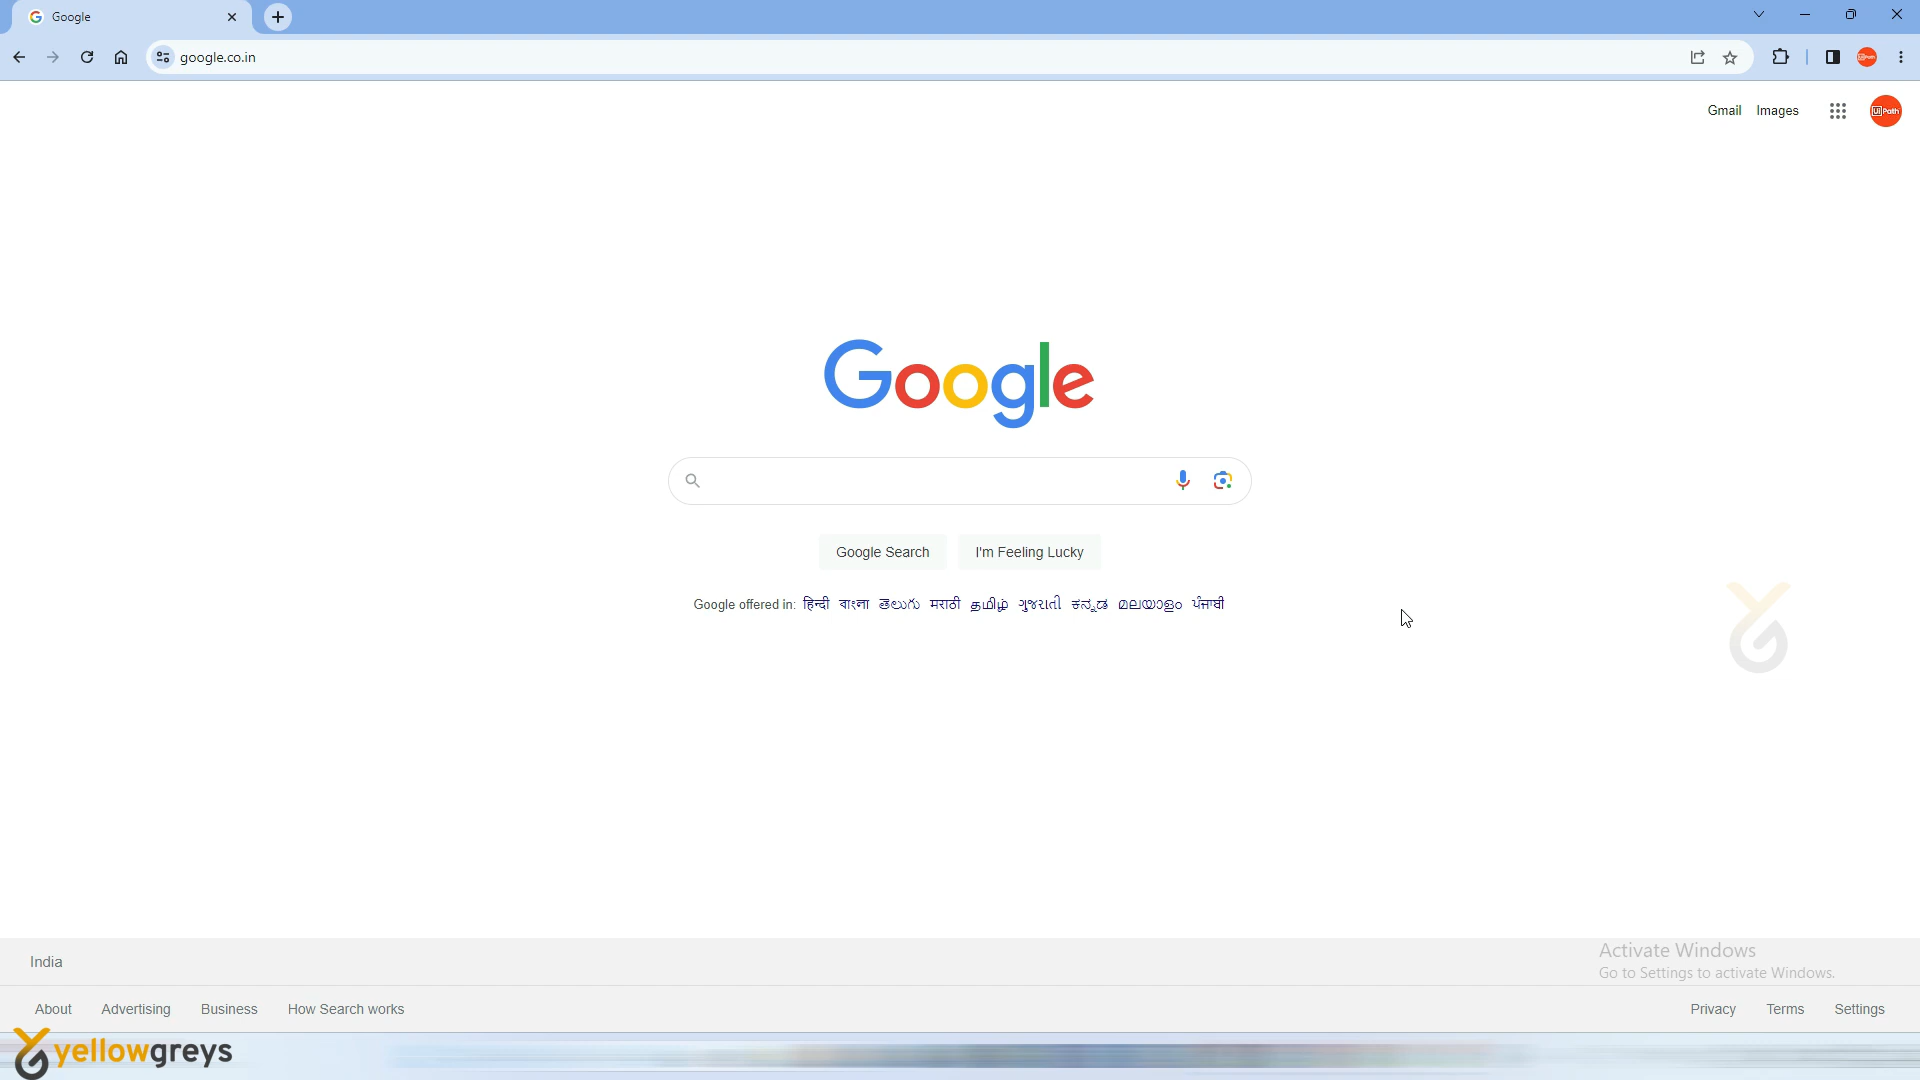 Google
google.co.in
Gmail Images
UiPath
Google
Google Search I'm Feeling Lucky
Google offered in: हिन्दी বাংলা తెలుగు मराठी தமிழ் ગુજરાતી ಕನ್ನಡ മലയാളം ਪੰਜਾਬੀ
India
Activate Windows
Go to Settings to activate Windows.
About Advertising Business How Search works Privacy Terms Settings
yellowgreys